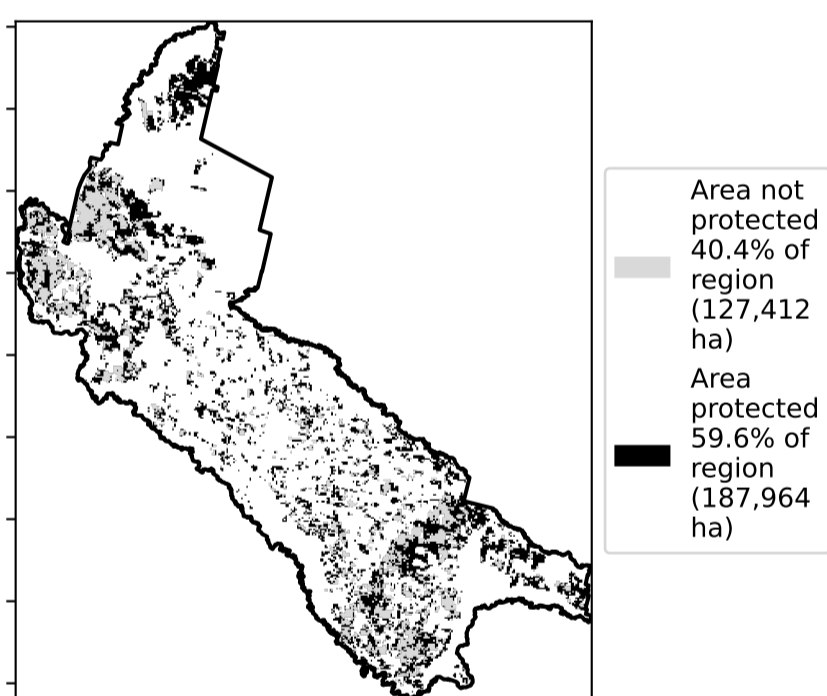 Area not
protected
40.4% of
region
(127,412
ha)
Area
protected
59.6% of
region
(187,964
ha)